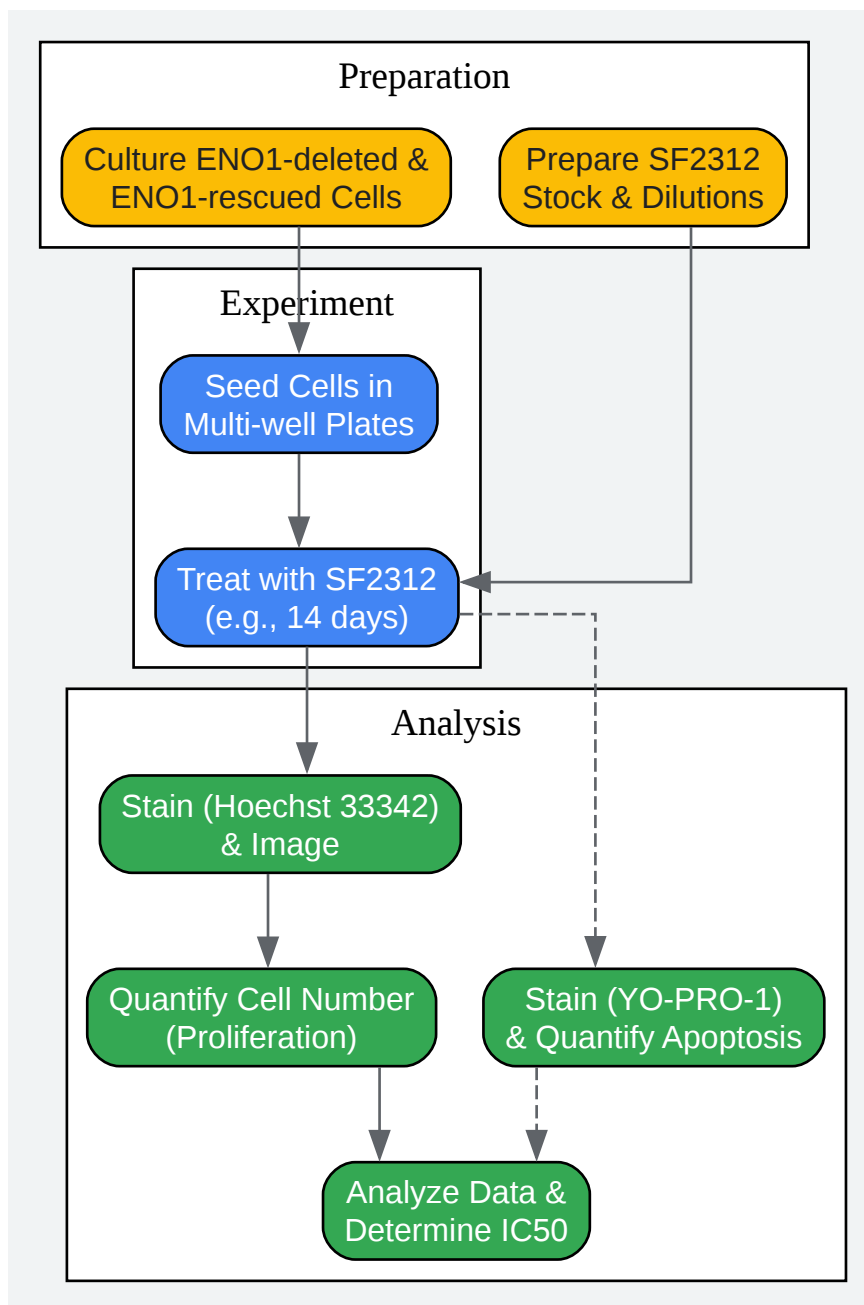 Preparation
Culture ENO1-deleted &
ENO1-rescued Cells
Prepare SF2312
Stock & Dilutions
Experiment
Seed Cells in
Multi-well Plates
Treat with SF2312
(e.g., 14 days)
Analysis
Stain (Hoechst 33342)
& Image
Quantify Cell Number
(Proliferation)
Stain (YO-PRO-1)
& Quantify Apoptosis
Analyze Data &
Determine IC50